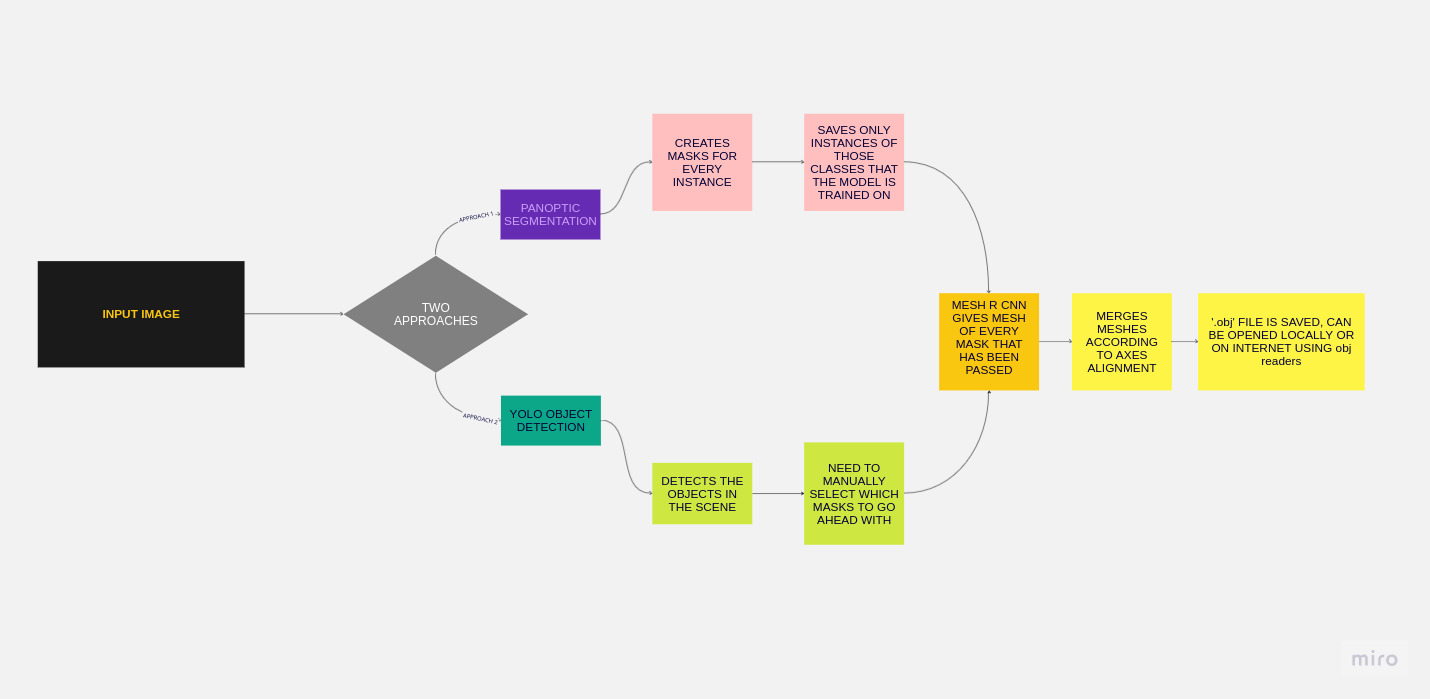 INPUT IMAGE
TWO
APPROACHES
APPROACH 1
PANOPTIC
SEGMENTATION
CREATES
MASKS FOR
EVERY
INSTANCE
SAVES ONLY
INSTANCES OF
THOSE
CLASSES THAT
THE MODEL IS
TRAINED ON
APPROACH 2
YOLO OBJECT
DETECTION
DETECTS THE
OBJECTS IN
THE SCENE
NEED TO
MANUALLY
SELECT WHICH
MASKS TO GO
AHEAD WITH
MESH R CNN
GIVES MESH
OF EVERY
MASK THAT
HAS BEEN
PASSED
MERGES
MESHES
ACCORDING
TO AXES
ALIGNMENT
'.obj' FILE IS SAVED, CAN
BE OPENED LOCALLY OR
ON INTERNET USING obj
readers
miro